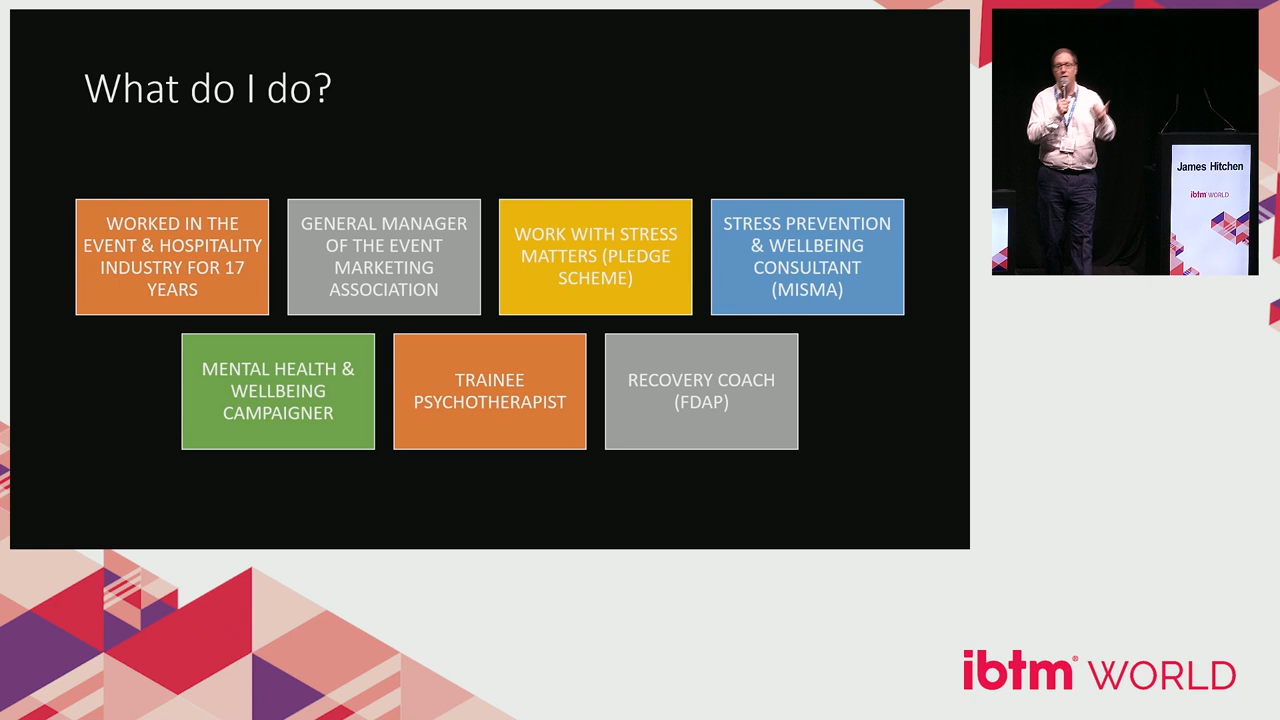 What do I do?
WORKED IN THE
EVENT & HOSPITALITY
INDUSTRY FOR 17
YEARS
GENERAL MANAGER
OF THE EVENT
MARKETING
ASSOCIATION
WORK WITH STRESS
MATTERS (PLEDGE
SCHEME)
STRESS PREVENTION
& WELLBEING
CONSULTANT
(MISMA)
MENTAL HEALTH &
WELLBEING
CAMPAIGNER
TRAINEE
PSYCHOTHERAPIST
RECOVERY COACH
(FDAP)
James Hitchen
ibtm WORLD
ibtm® WORLD